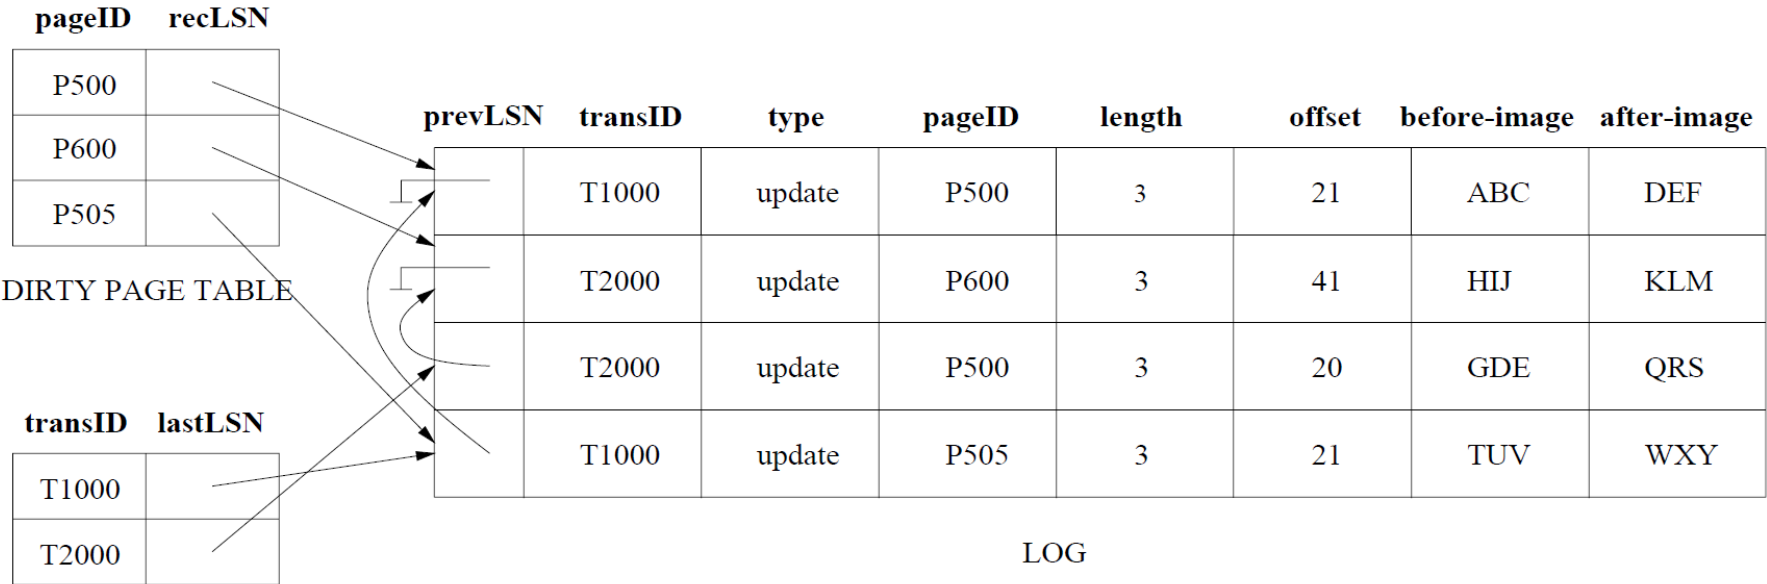 pageID recLSN
P500
P600
P505
DIRTY PAGE TABLE
transID lastLSN
T1000
T2000
prevLSN transID type pageID length offset before-image after-image
T1000 update P500 3 21 ABC DEF
T2000 update P600 3 41 HIJ KLM
T2000 update P500 3 20 GDE QRS
T1000 update P505 3 21 TUV WXY
LOG